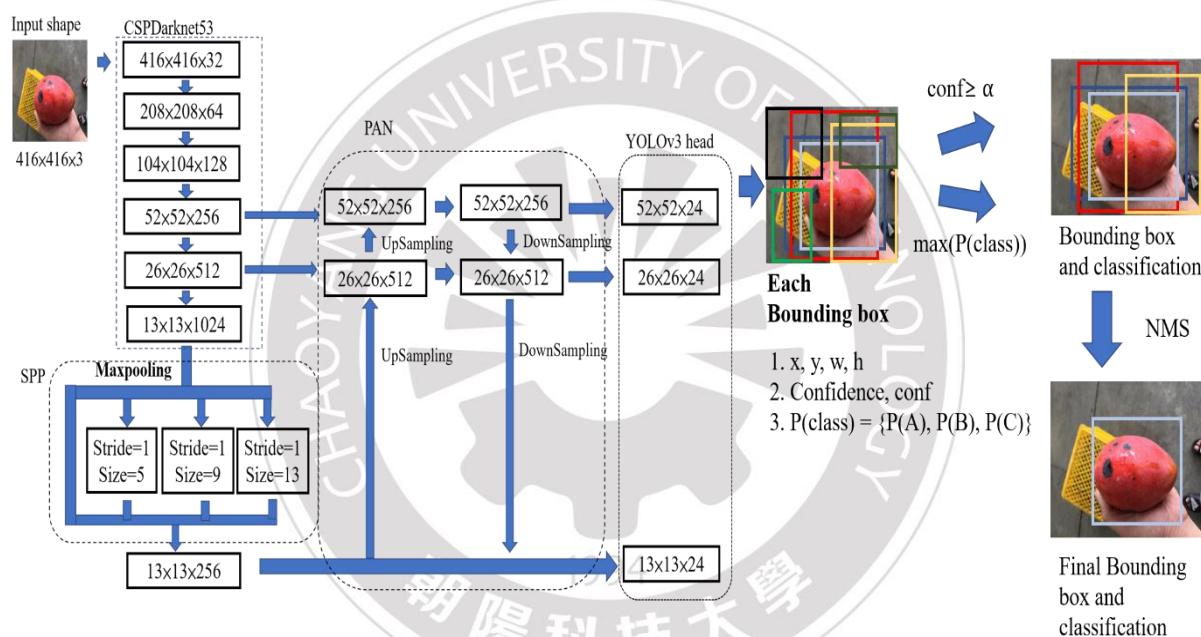 Input shape
416x416x3
CSPDarknet53
416x416x32
208x208x64
104x104x128
52x52x256
26x26x512
13x13x1024
SPP
Maxpooling
Stride=1
Size=5
Stride=1
Size=9
Stride=1
Size=13
13x13x256
PAN
52x52x256
52x52x256
UpSampling
DownSampling
26x26x512
26x26x512
UpSampling
DownSampling
YOLOv3 head
52x52x24
26x26x24
13x13x24
Each
Bounding box
1. x, y, w, h
2. Confidence, conf
3. P(class) = {P(A), P(B), P(C)}
conf≥ α
max(P(class))
Bounding box
and classification
NMS
Final Bounding
box and
classification
CHAOYANG UNIVERSITY OF TECHNOLOGY
朝陽科技大學